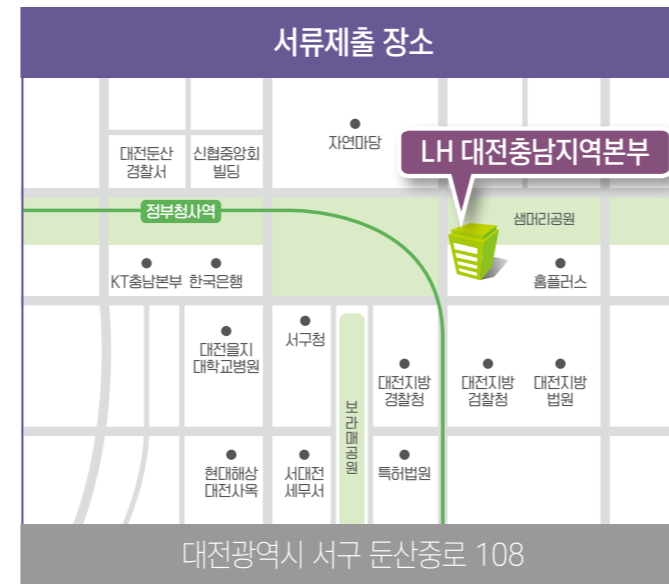 서류제출 장소
자연마당
대전둔산
경찰서
신협중앙회
빌딩
LH 대전충남지역본부
정부청사역
샘머리공원
KT충남본부
한국은행
홈플러스
대전을지
대학교병원
서구청
보라매공원
대전지방
경찰청
대전지방
검찰청
대전지방
법원
현대해상
대전사옥
서대전
세무서
특허법원
대전광역시 서구 둔산중로 108